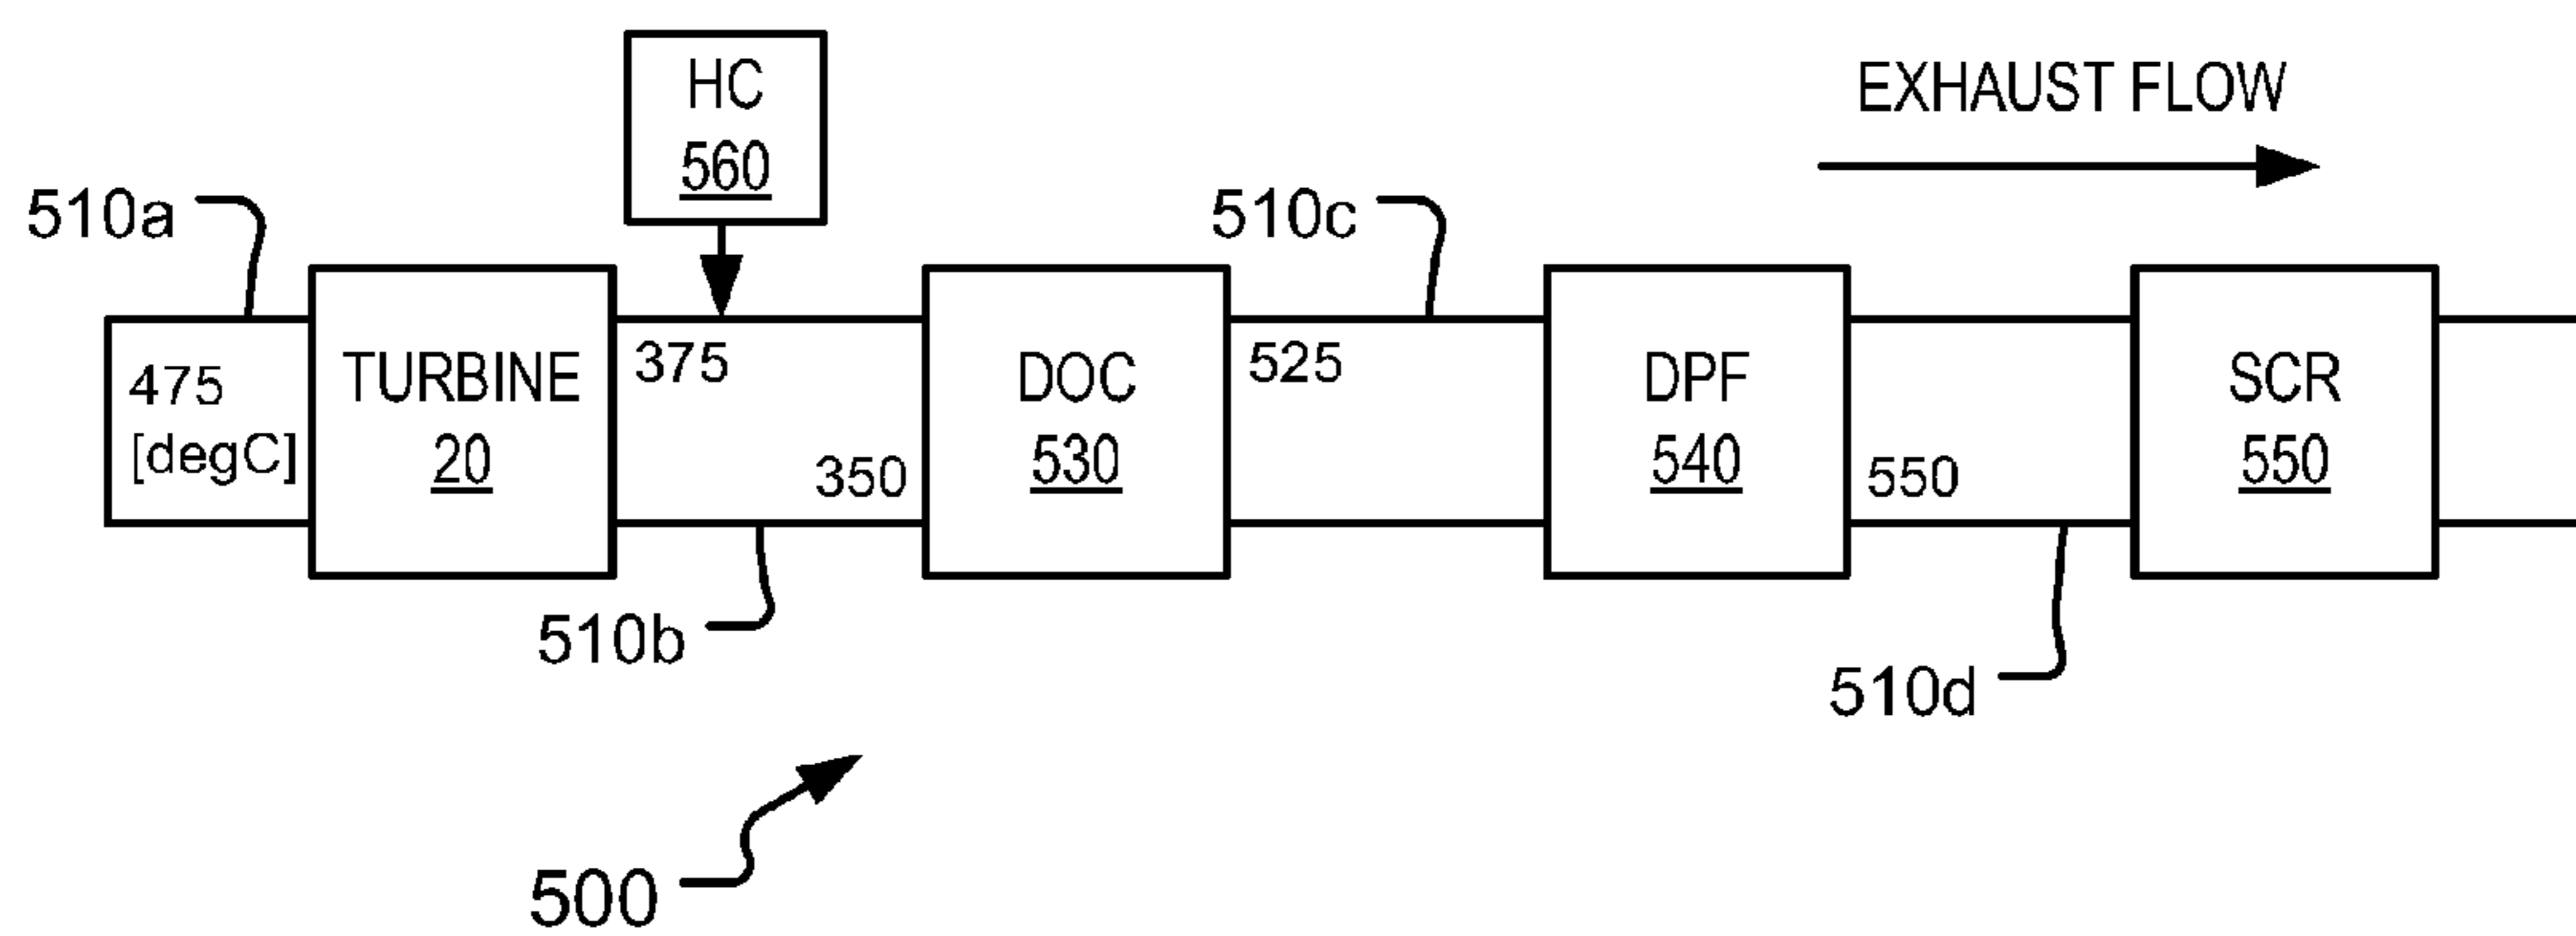 HC
560
EXHAUST FLOW
510a
510c
475
[degC]
TURBINE
20
375
350
DOC
530
525
DPF
540
550
SCR
550
510b
510d
500